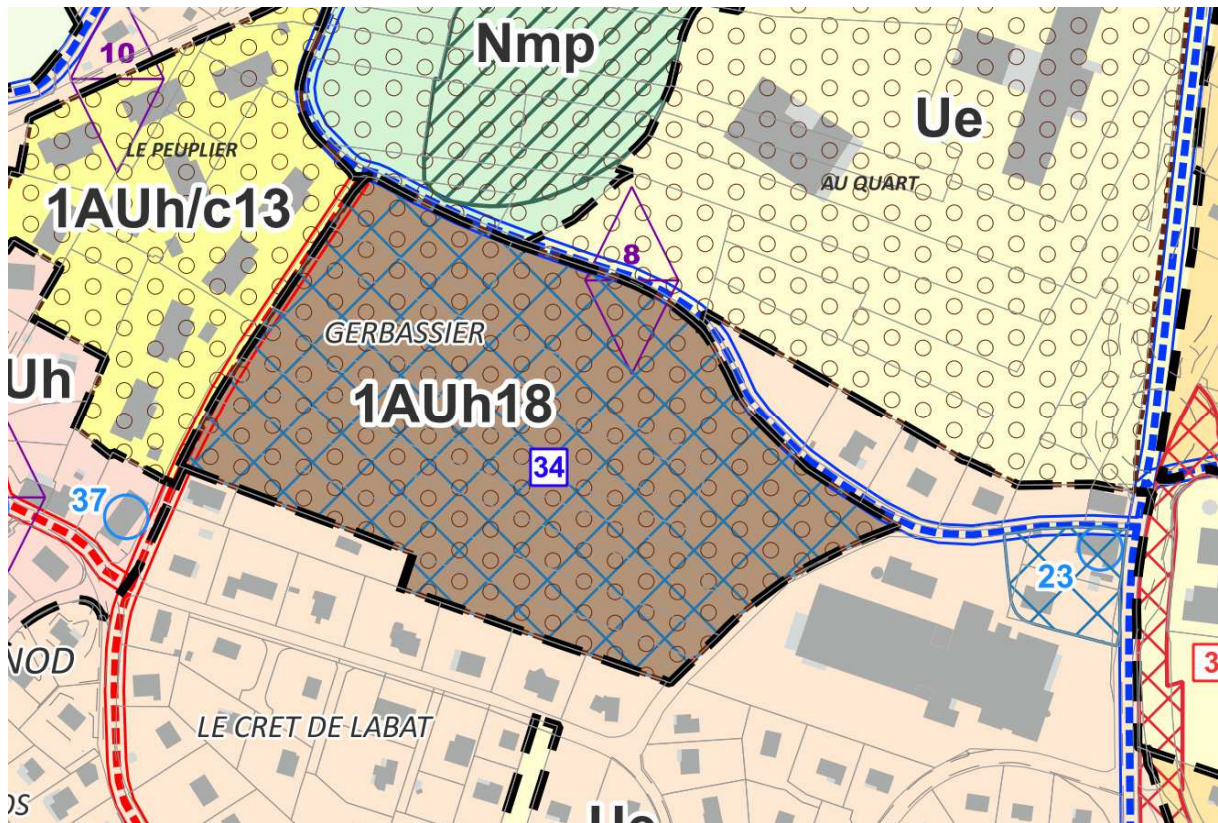 Nmp
10
Ue
LE PEUPLIER
AU QUART
1AUh/c13
8
GERBASSIER
Uh
1AUh18
34
37
23
NOD
3
LE CRET DE LABAT
OS